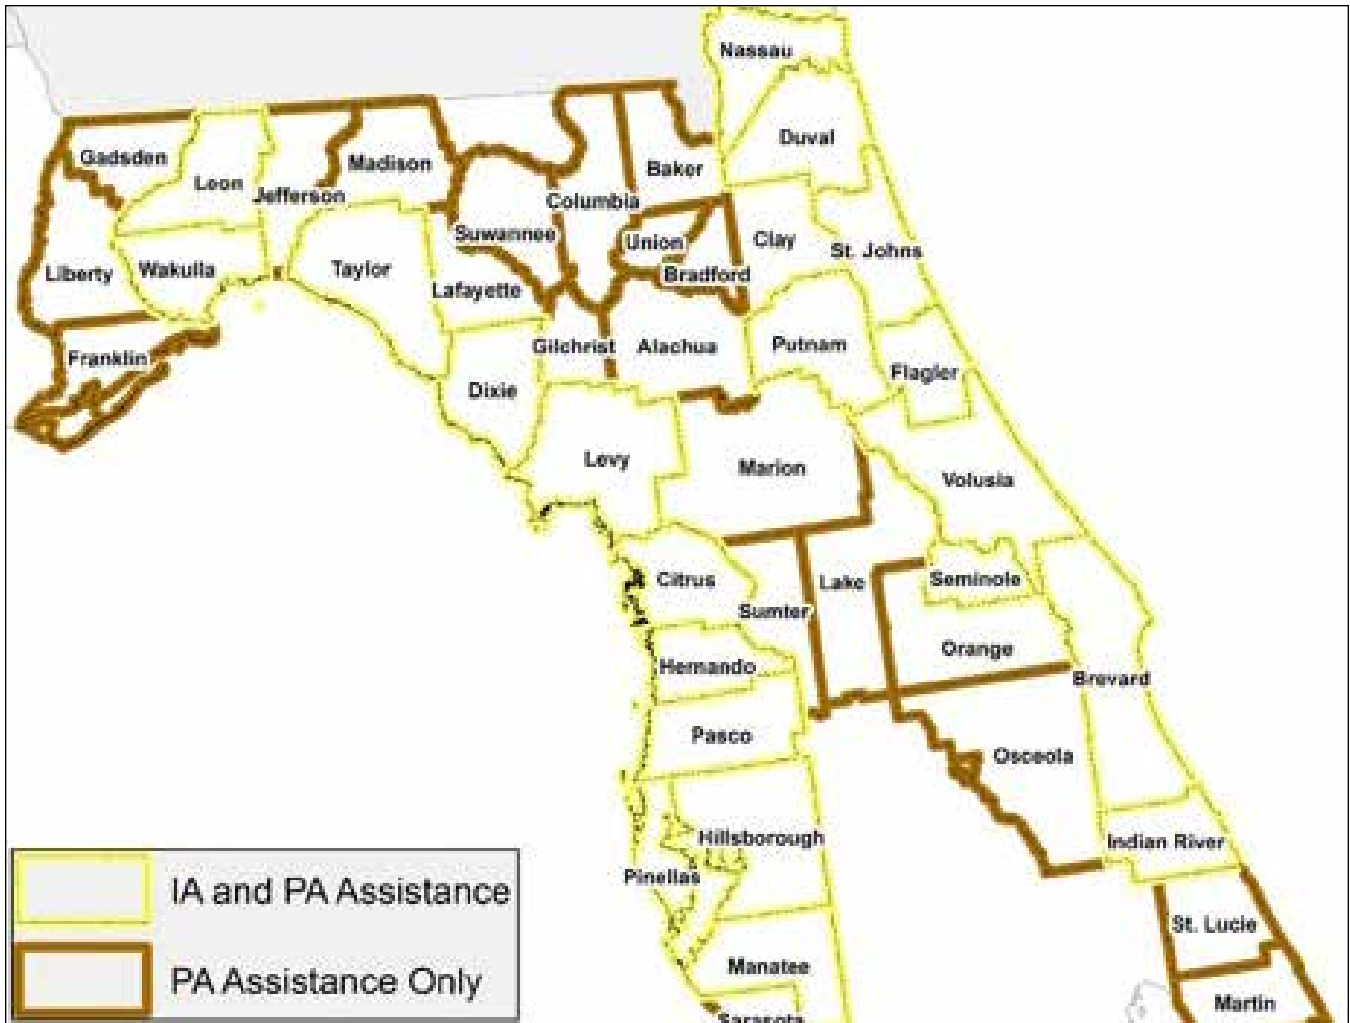 Nassau
Duval
Gadsden
Leon
Jefferson
Madison
Baker
Columbia
Suwannee
Union
Clay
St. Johns
Liberty
Wakulla
Taylor
Lafayette
Bradford
Franklin
Gilchrist
Alachua
Putnam
Flagler
Dixie
Levy
Marion
Volusia
Citrus
Sumter
Lake
Seminole
Hernando
Orange
Brevard
Pasco
Osceola
Hillsborough
Indian River
Pinellas
St. Lucie
Manatee
Martin
Sarasota
IA and PA Assistance
PA Assistance Only